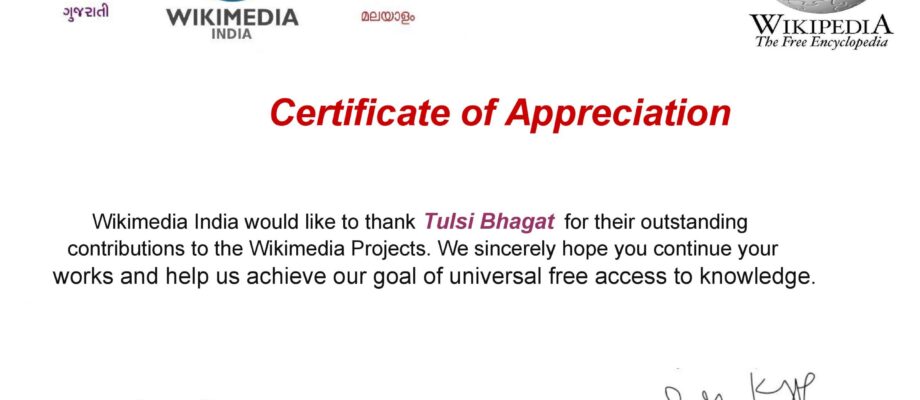 ગુજરાતી
WIKIMEDIA
INDIA
മലയാളം
WIKIPEDIA
The Free Encyclopedia
Certificate of Appreciation
Wikimedia India would like to thank Tulsi Bhagat for their outstanding
contributions to the Wikimedia Projects. We sincerely hope you continue your
works and help us achieve our goal of universal free access to knowledge.